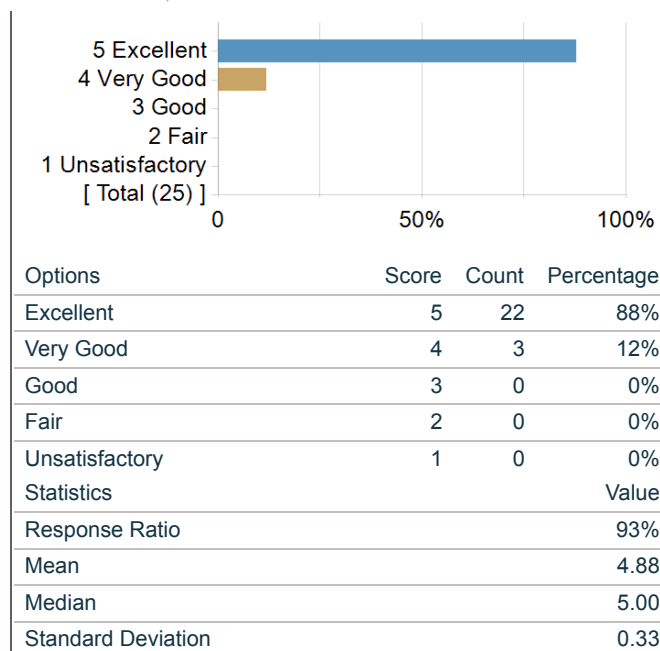 5 Excellent
4 Very Good
3 Good
2 Fair
1 Unsatisfactory
[ Total (25) ]
0 50% 100%
Options Score Count Percentage
Excellent 5 22 88%
Very Good 4 3 12%
Good 3 0 0%
Fair 2 0 0%
Unsatisfactory 1 0 0%
Statistics Value
Response Ratio 93%
Mean 4.88
Median 5.00
Standard Deviation 0.33